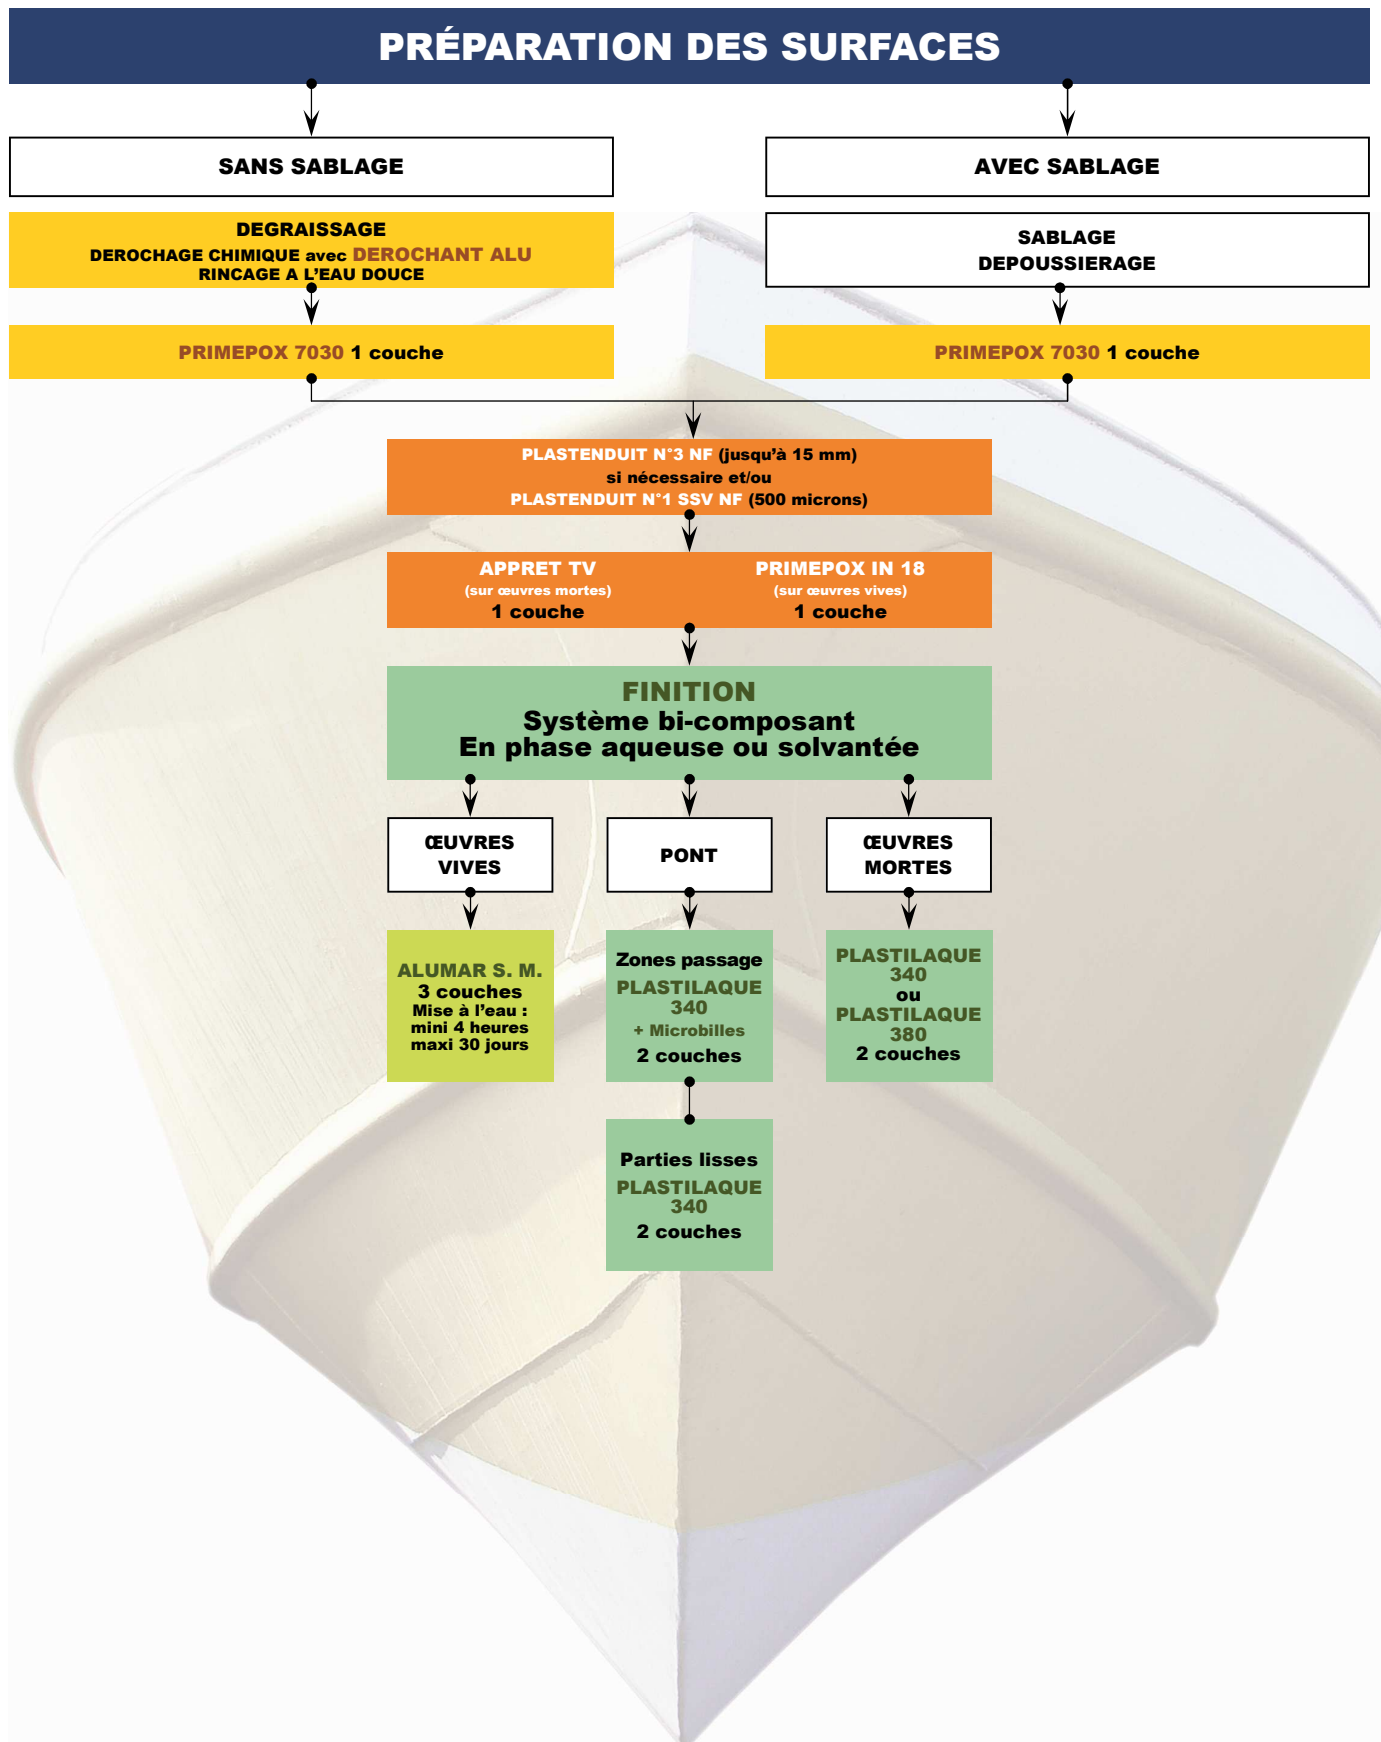 PRÉPARATION DES SURFACES
SANS SABLAGE
AVEC SABLAGE
DEGRAISSAGE
DEROCHAGE CHIMIQUE avec DEROCHANT ALU
RINCAGE A L'EAU DOUCE
SABLAGE
DEPOUSSIERAGE
PRIMEPOX 7030 1 couche
PRIMEPOX 7030 1 couche
PLASTENDUIT N°3 NF (jusqu'à 15 mm)
si nécessaire et/ou
PLASTENDUIT N°1 SSV NF (500 microns)
APPRET TV
(sur œuvres mortes)
1 couche
PRIMEPOX IN 18
(sur œuvres vives)
1 couche
FINITION
Système bi-composant
En phase aqueuse ou solvantée
ŒUVRES
VIVES
PONT
ŒUVRES
MORTES
ALUMAR S. M.
3 couches
Mise à l'eau :
mini 4 heures
maxi 30 jours
Zones passage
PLASTILAQUE
340
+ Microbilles
2 couches
PLASTILAQUE
340
ou
PLASTILAQUE
380
2 couches
Parties lisses
PLASTILAQUE
340
2 couches